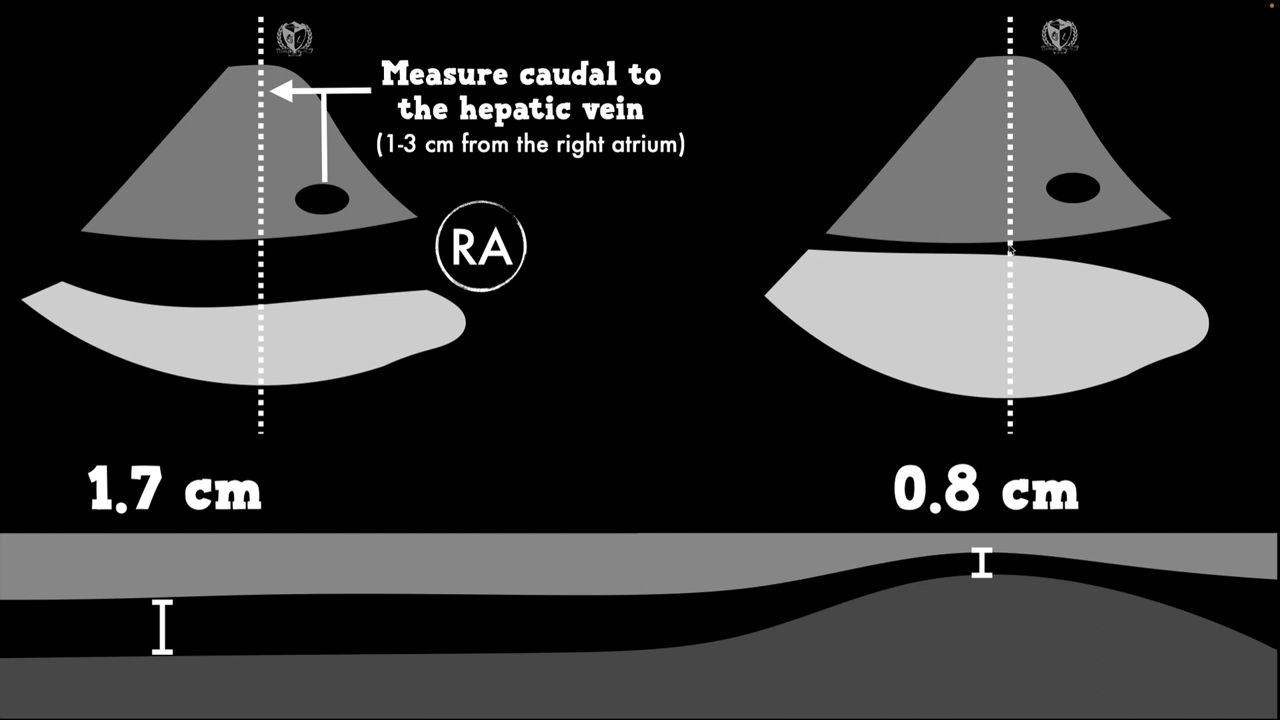 Measure caudal to
the hepatic vein
(1-3 cm from the right atrium)
RA
1.7 cm
0.8 cm